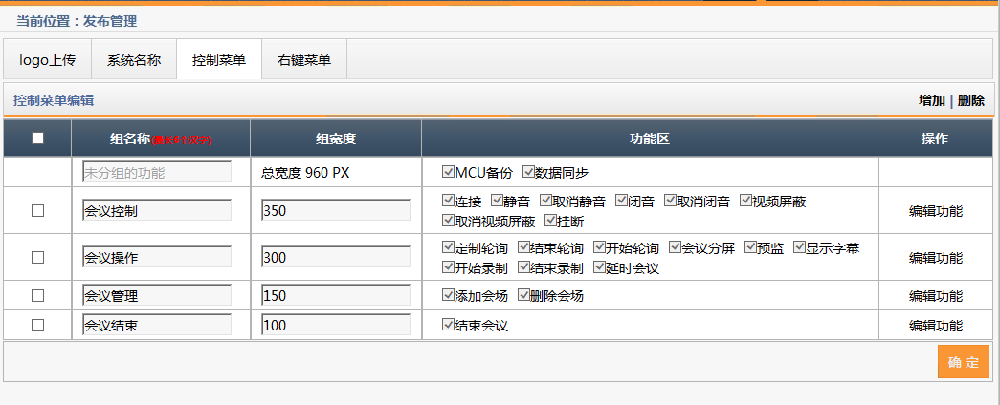 当前位置：发布管理
logo上传 系统名称 控制菜单 右键菜单
控制菜单编辑 增加 | 删除
组名称(最长6个汉字) 组宽度 功能区 操作
未分组的功能 总宽度 960 PX MCU备份 数据同步
会议控制 350 连接 静音 取消静音 闭音 取消闭音 视频屏蔽
取消视频屏蔽 挂断 编辑功能
会议操作 300 定制轮询 结束轮询 开始轮询 会议分屏 预监 显示字幕
开始录制 结束录制 延时会议 编辑功能
会议管理 150 添加会场 删除会场 编辑功能
会议结束 100 结束会议 编辑功能
确 定